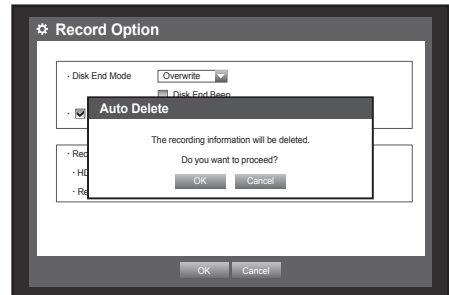 Record Option
· Disk End Mode Overwrite
Disk End Beep
·
Auto Delete
The recording information will be deleted.
Do you want to proceed?
OK Cancel
· Rec
· HD
· Re
OK Cancel